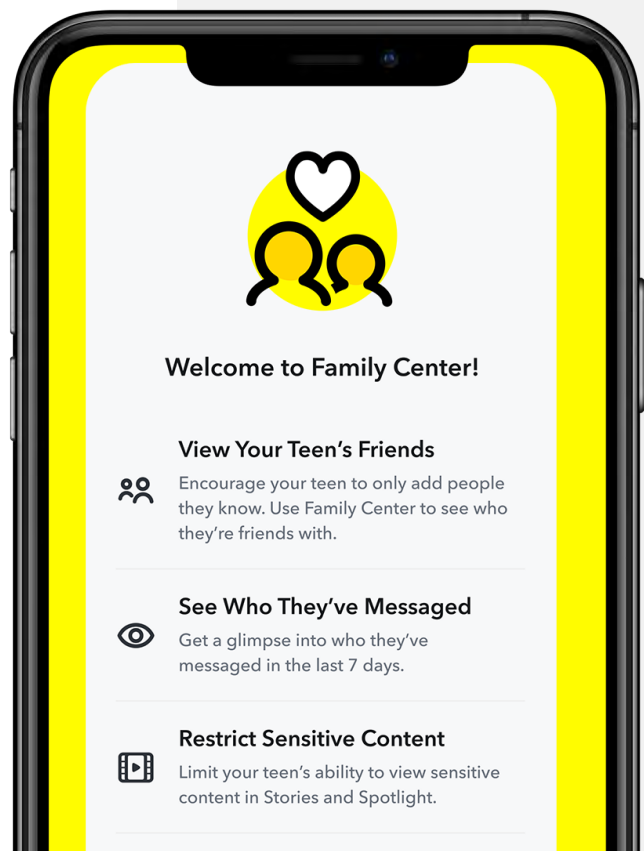 Welcome to Family Center!
View Your Teen’s Friends
Encourage your teen to only add people
they know. Use Family Center to see who
they’re friends with.
See Who They’ve Messaged
Get a glimpse into who they’ve
messaged in the last 7 days.
Restrict Sensitive Content
Limit your teen’s ability to view sensitive
content in Stories and Spotlight.